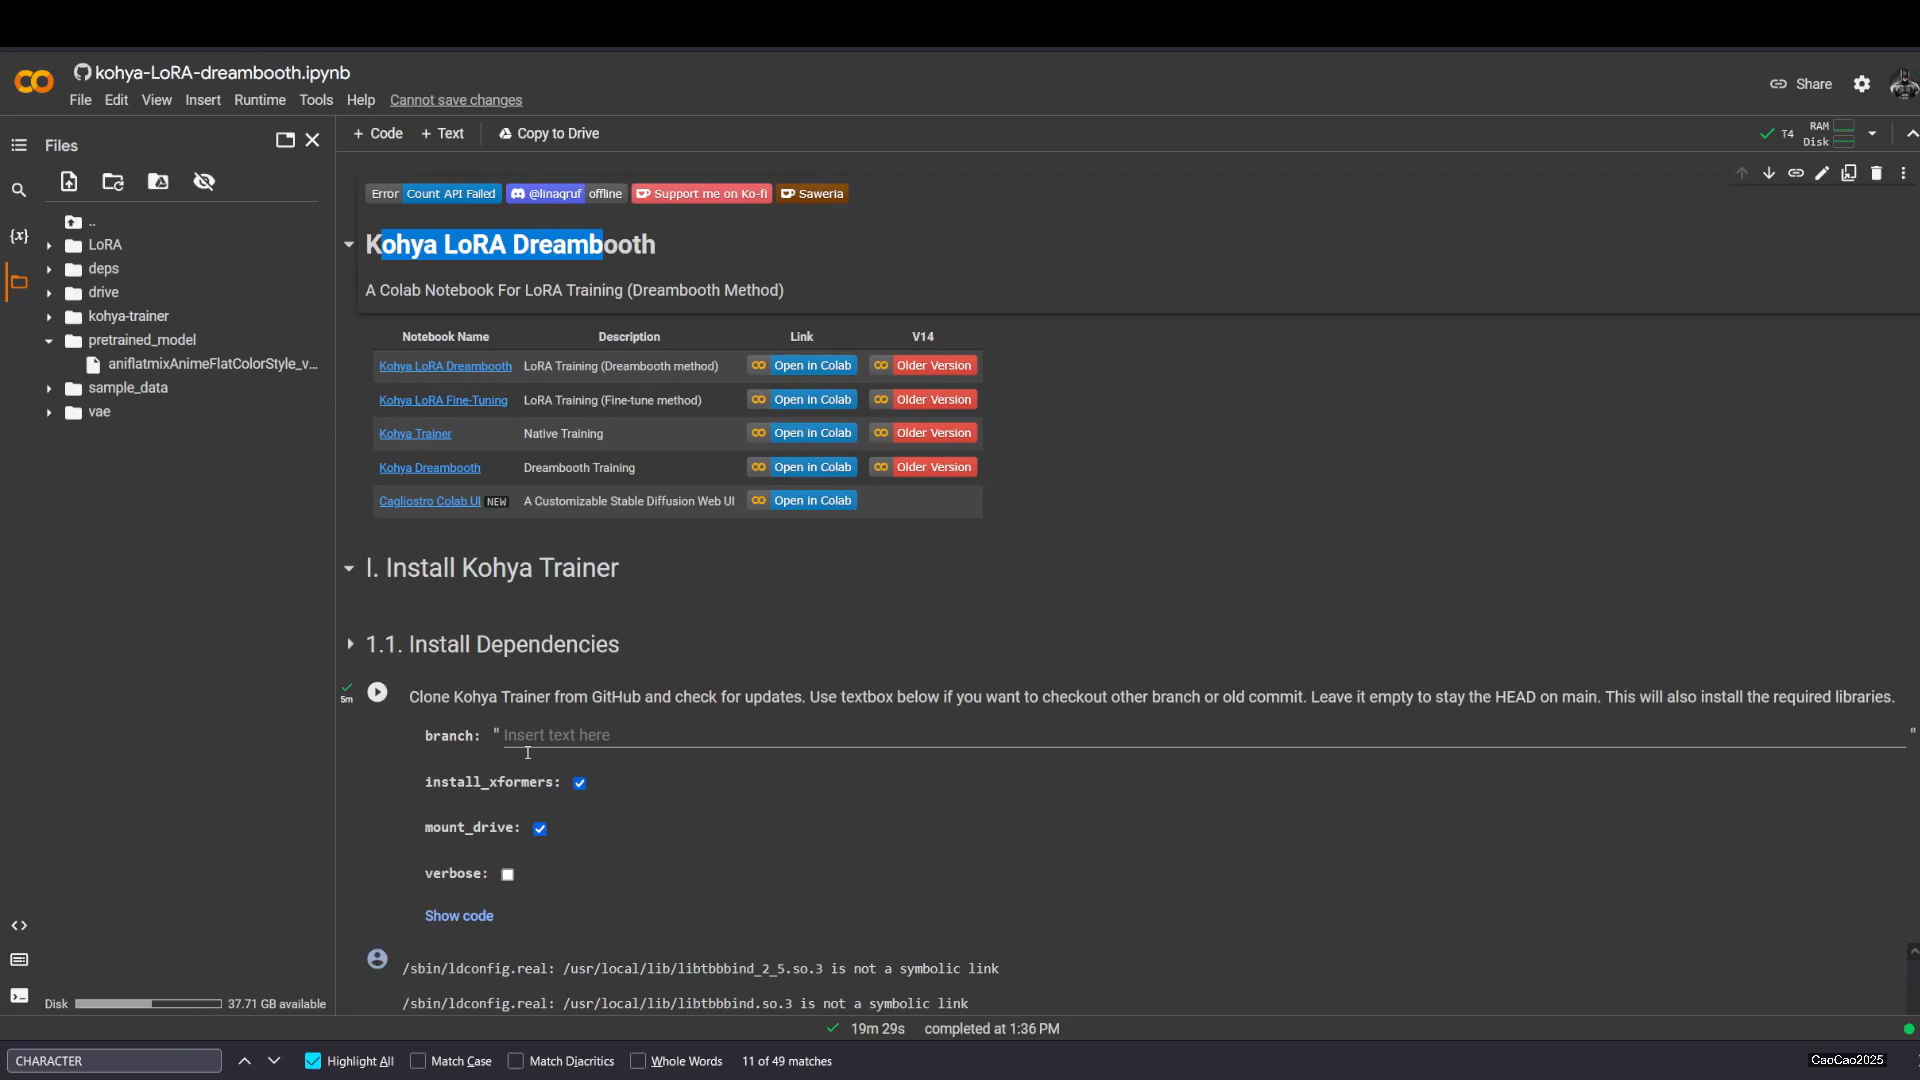 kohya-LoRA-dreambooth.ipynb
File Edit View Insert Runtime Tools Help Cannot save changes
Share
Files
+ Code + Text Copy to Drive
T4 RAM
Disk
..
LoRA
deps
drive
kohya-trainer
pretrained_model
aniflatmixAnimeFlatColorStyle_v...
sample_data
vae
{x}
Error Count API Failed @linaqruf offline Support me on Ko-fi Saweria
Kohya LoRA Dreambooth
A Colab Notebook For LoRA Training (Dreambooth Method)
Notebook Name Description Link V14
Kohya LoRA Dreambooth LoRA Training (Dreambooth method) Open in Colab Older Version
Kohya LoRA Fine-Tuning LoRA Training (Fine-tune method) Open in Colab Older Version
Kohya Trainer Native Training Open in Colab Older Version
Kohya Dreambooth Dreambooth Training Open in Colab Older Version
Cagliostro Colab UI NEW A Customizable Stable Diffusion Web UI Open in Colab
I. Install Kohya Trainer
1.1. Install Dependencies
5m
Clone Kohya Trainer from GitHub and check for updates. Use textbox below if you want to checkout other branch or old commit. Leave it empty to stay the HEAD on main. This will also install the required libraries.
branch: " Insert text here "
install_xformers:
mount_drive:
verbose:
Show code
/sbin/ldconfig.real: /usr/local/lib/libtbbbind_2_5.so.3 is not a symbolic link
/sbin/ldconfig.real: /usr/local/lib/libtbbbind.so.3 is not a symbolic link
Disk 37.71 GB available
19m 29s completed at 1:36 PM
CHARACTER Highlight All Match Case Match Diacritics Whole Words 11 of 49 matches
CaoCao2025